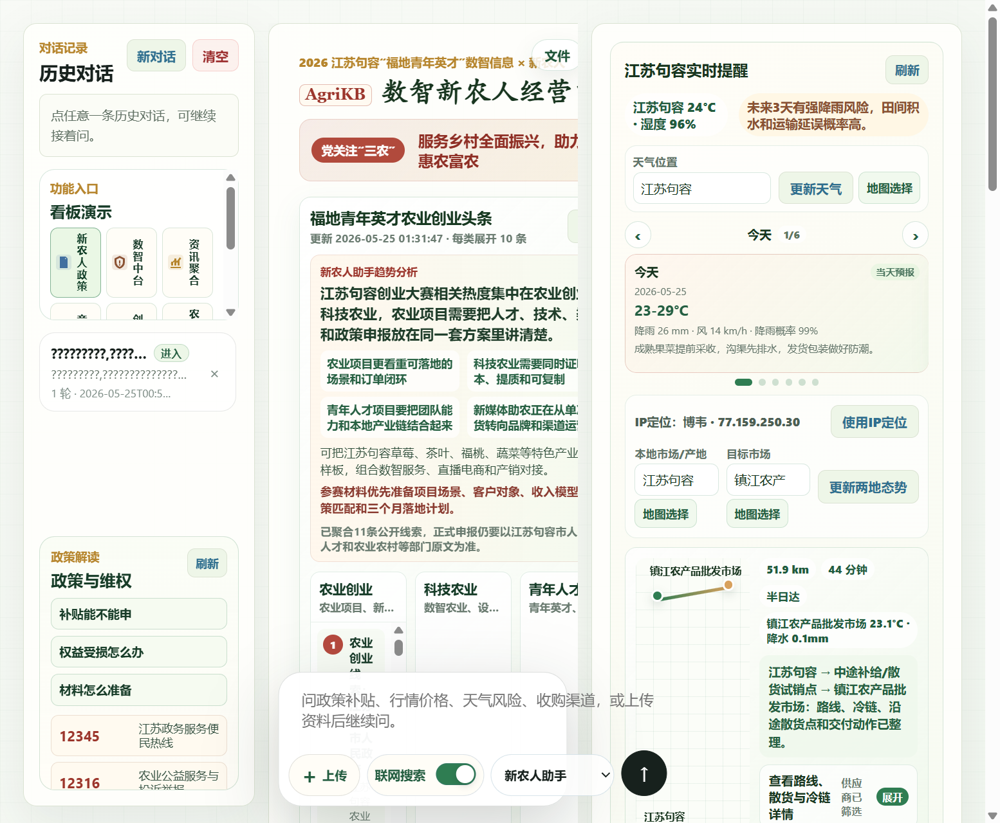 对话记录
历史对话
新对话
清空
点任意一条历史对话，可继续
接着问。
功能入口
看板演示
新农人政策
数智中台
资讯聚合
?????????,????...
进入
?????????,??????????????...
×
1 轮 · 2026-05-25T00:5...
政策解读
政策与维权
刷新
补贴能不能申
权益受损怎么办
材料怎么准备
12345
江苏政务服务便
民热线
12316
农业公益服务与
投诉举报
2026 江苏句容“福地青年英才”数智信息 × 新农人
文件
AgriKB
数智新农人经营
党关注“三农”
服务乡村全面振兴，助力
惠农富农
福地青年英才农业创业头条
更新 2026-05-25 01:31:47 · 每类展开 10 条
新农人助手趋势分析
江苏句容创业大赛相关热度集中在农业创业
科技农业，农业项目需要把人才、技术、
和政策申报放在同一套方案里讲清楚。
农业项目更看重可落地的
场景和订单闭环
科技农业需要同时证
本、提质和可复制
青年人才项目要把团队能
力和本地产业链结合起来
新媒体助农正在从单
货转向品牌和渠道运
可把江苏句容草莓、茶叶、福桃、蔬菜等特色产业
样板，组合数智服务、直播电商和产销对接。
参赛材料优先准备项目场景、客户对象、收入模型
策匹配和三个月落地计划。
已聚合11条公开线索，正式申报仍要以江苏句容市人
人才和农业农村等部门原文为准。
农业创业
农业项目、新...
科技农业
数智农业、设...
青年人才
青年英才、
1
农业
创业
线
市人
民政
农业
问政策补贴、行情价格、天气风险、收购渠道，或上传
资料后继续问。
+ 上传
联网搜索
新农人助手
↑
江苏句容实时提醒
刷新
江苏句容 24°C
· 湿度 96%
未来3天有强降雨风险，田间积
水和运输延误概率高。
天气位置
江苏句容
更新天气
地图选择
‹
今天 1/6
›
今天
当天预报
2026-05-25
23-29°C
降雨 26 mm · 风 14 km/h · 降雨概率 99%
成熟果菜提前采收，沟渠先排水，发货包装做好防潮。
IP定位：博韦 · 77.159.250.30
使用IP定位
本地市场/产地
目标市场
江苏句容
镇江农产
更新两地态势
地图选择
地图选择
镇江农产品批发市场
江苏句容
51.9 km
44 分钟
半日达
镇江农产品批发市场 23.1°C ·
降水 0.1mm
江苏句容 → 中途补给/散
货试销点 → 镇江农产品批
发市场：路线、冷链、沿
途散货点和交付动作已整
理。
查看路线、
散货与冷链
详情
供应
商已
筛选
展开